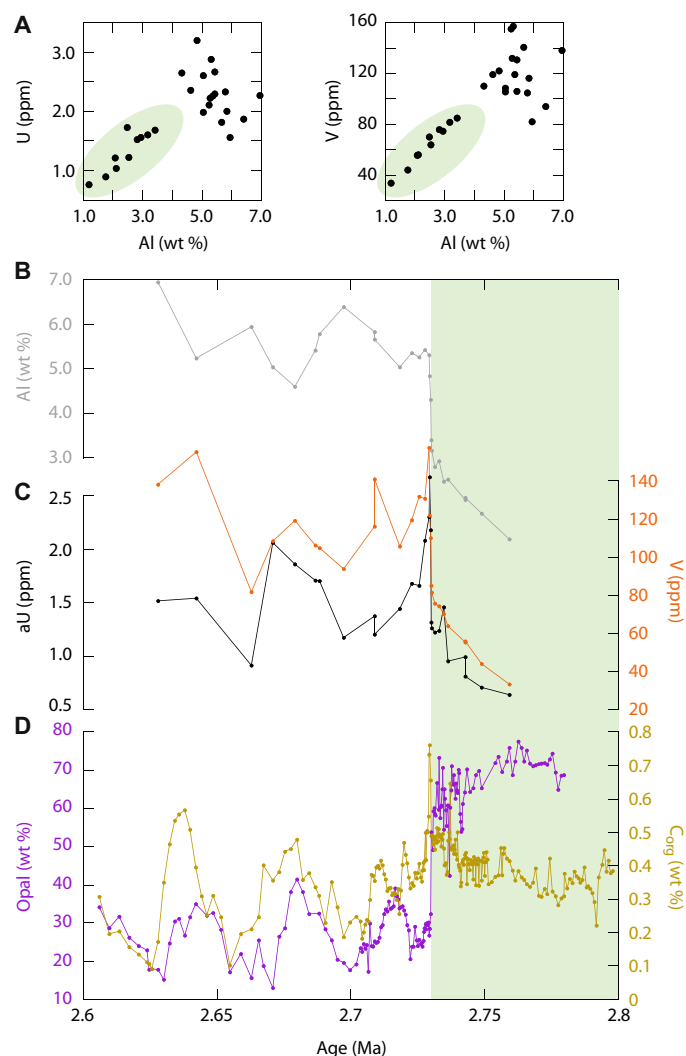 A
3.0
2.0
1.0
U (ppm)
1.0 3.0 5.0 7.0
Al (wt %)
160
120
80
40
V (ppm)
1.0 3.0 5.0 7.0
Al (wt %)
B
7.0
6.0
5.0
4.0
3.0
Al (wt %)
C
2.5
2.0
1.5
1.0
0.5
aU (ppm)
140
120
100
80
60
40
20
V (ppm)
D
80
70
60
50
40
30
20
10
Opal (wt %)
0.8
0.7
0.6
0.5
0.4
0.3
0.2
0.1
0
Corg (wt %)
2.6 2.65 2.7 2.75 2.8
Age (Ma)